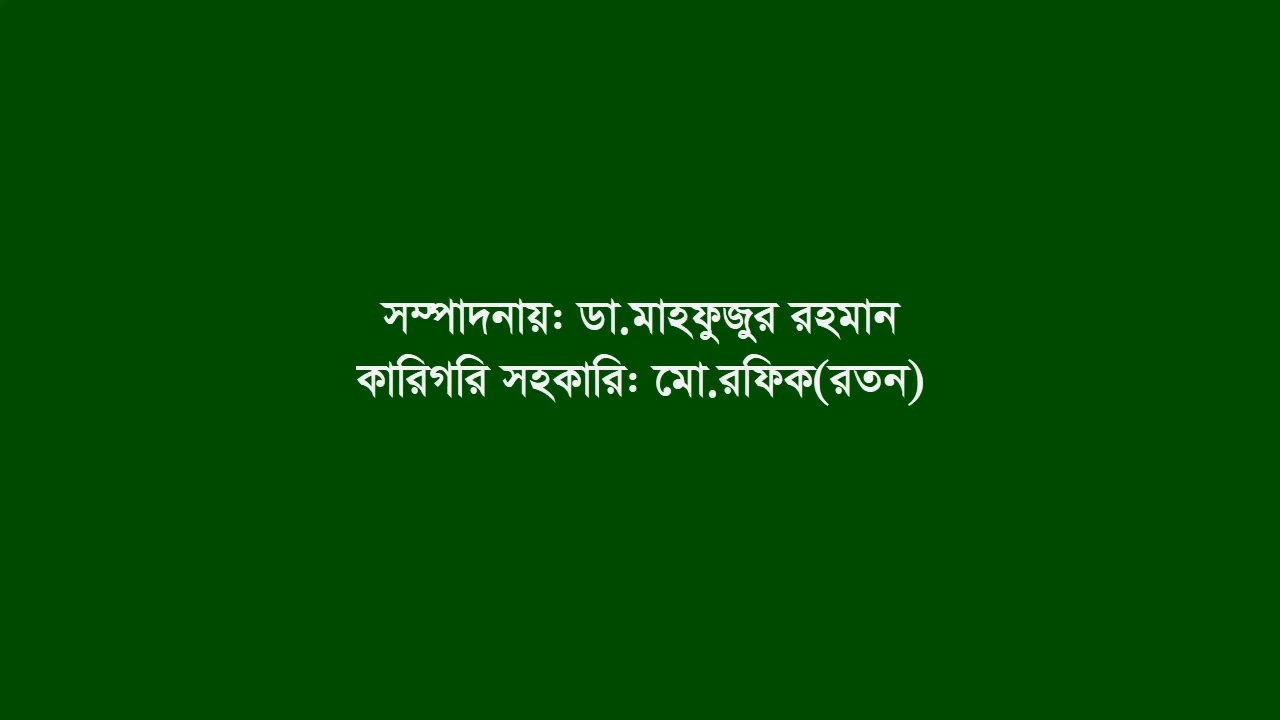 সম্পাদনায়ঃ ডা.মাহফুজুর রহমান
কারিগরি সহকারিঃ মো.রফিক(রতন)